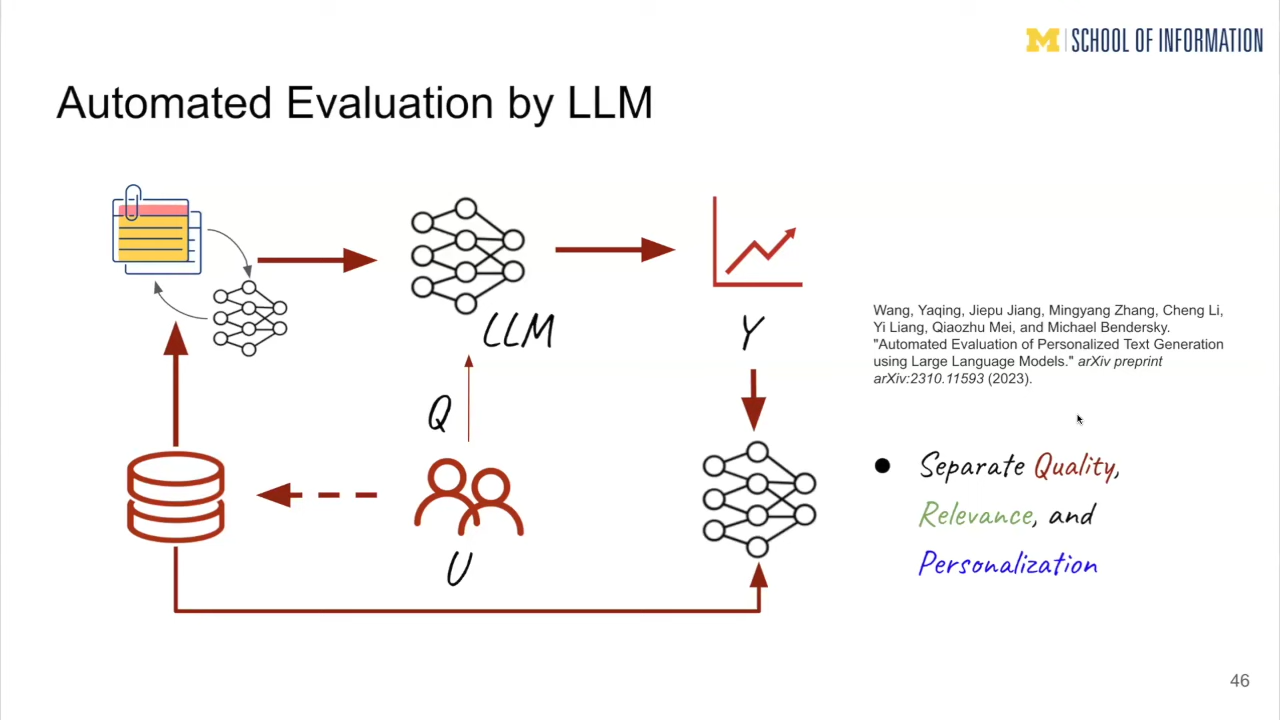 M SCHOOL OF INFORMATION
Automated Evaluation by LLM
LLM
Y
Q
U
Wang, Yaqing, Jiepu Jiang, Mingyang Zhang, Cheng Li,
Yi Liang, Qiaozhu Mei, and Michael Bendersky.
"Automated Evaluation of Personalized Text Generation
using Large Language Models." arXiv preprint
arXiv:2310.11593 (2023).
● Separate Quality,
Relevance, and
Personalization
46